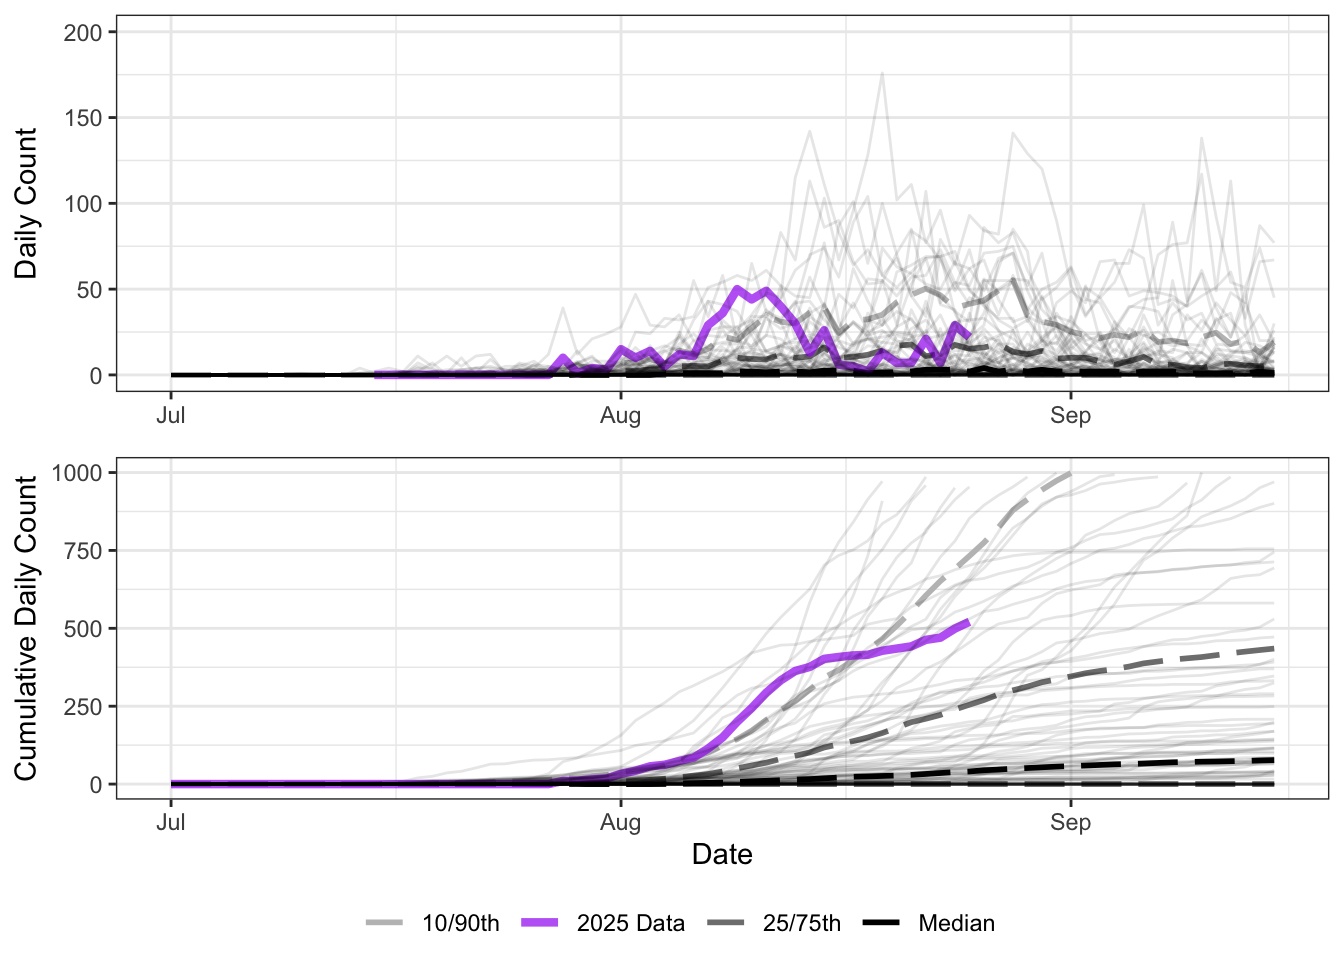 200
150
100
50
0
Daily Count
Jul Aug Sep
1000
750
500
250
0
Cumulative Daily Count
Jul Aug Sep
Date
10/90th 2025 Data 25/75th Median